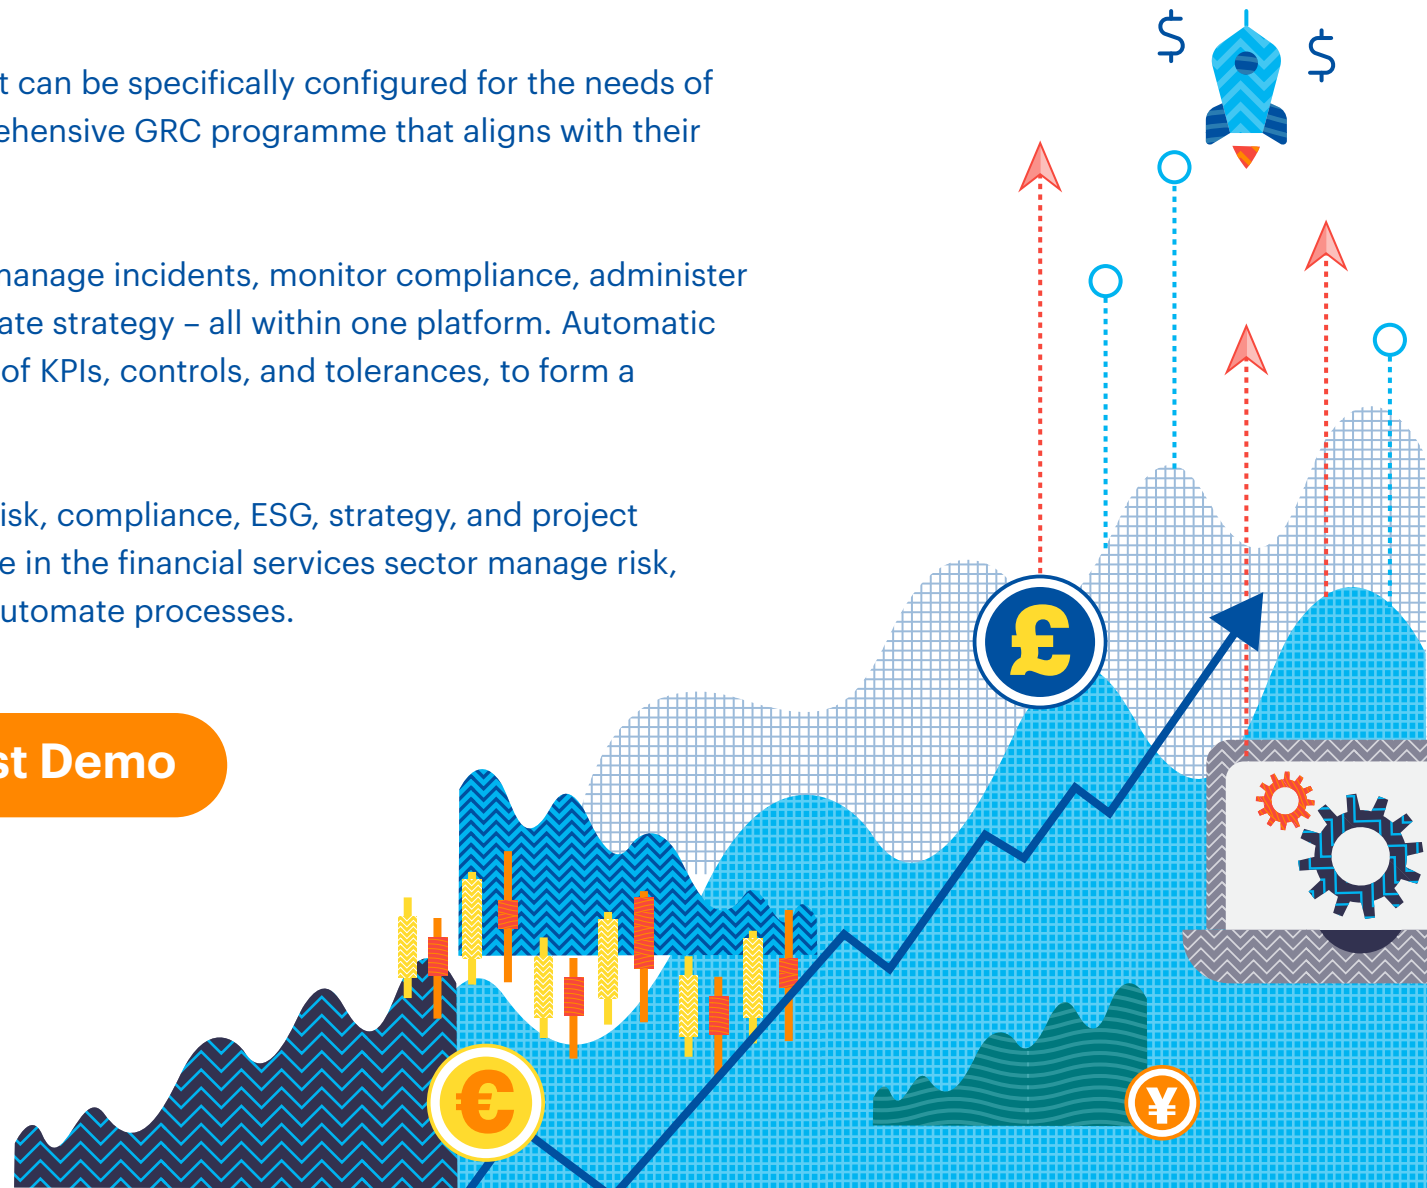 $ $
t can be specifically configured for the needs of
ehensive GRC programme that aligns with their
manage incidents, monitor compliance, administer
ate strategy – all within one platform. Automatic
of KPIs, controls, and tolerances, to form a
isk, compliance, ESG, strategy, and project
e in the financial services sector manage risk,
utomate processes.
£
st Demo
€
¥